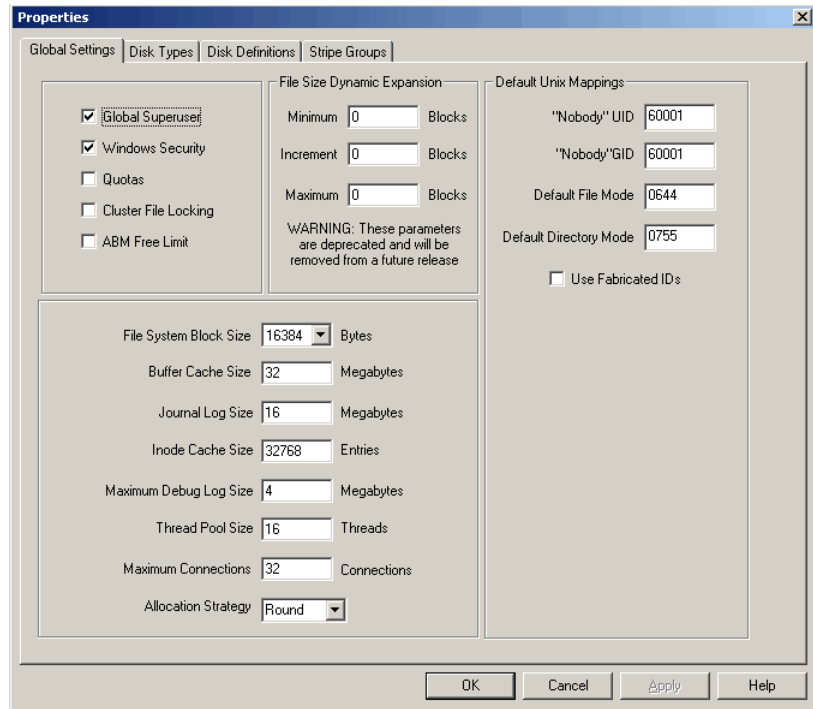 Properties
Global Settings
Disk Types
Disk Definitions
Stripe Groups
Global Superuser
Windows Security
Quotas
Cluster File Locking
ABM Free Limit
File Size Dynamic Expansion
Minimum 0 Blocks
Increment 0 Blocks
Maximum 0 Blocks
WARNING: These parameters
are deprecated and will be
removed from a future release
Default Unix Mappings
"Nobody" UID 60001
"Nobody"GID 60001
Default File Mode 0644
Default Directory Mode 0755
Use Fabricated IDs
File System Block Size 16384 Bytes
Buffer Cache Size 32 Megabytes
Journal Log Size 16 Megabytes
Inode Cache Size 32768 Entries
Maximum Debug Log Size 4 Megabytes
Thread Pool Size 16 Threads
Maximum Connections 32 Connections
Allocation Strategy Round
OK
Cancel
Apply
Help